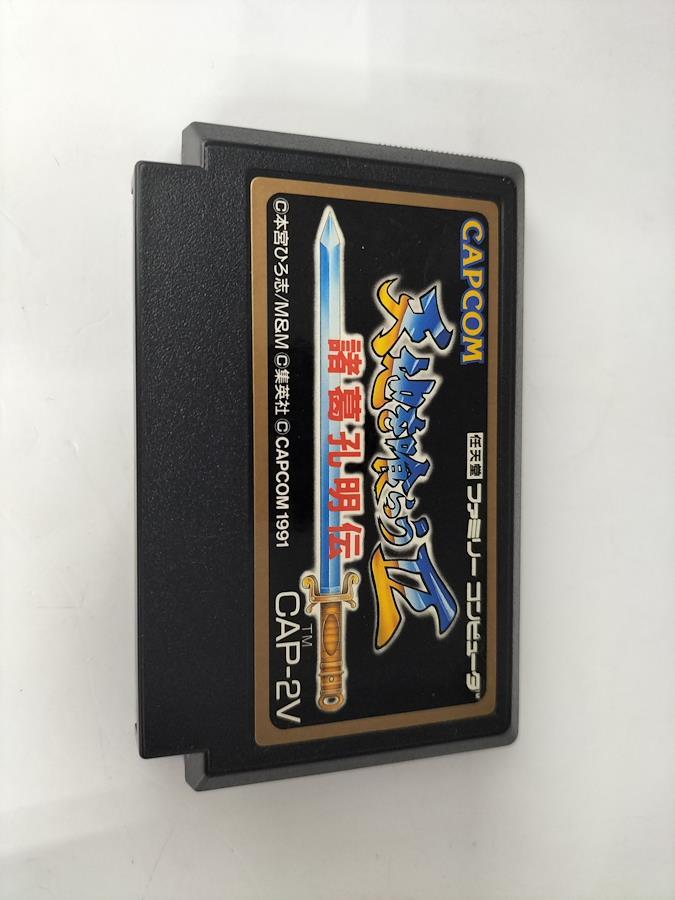 CAPCOM
任天堂 ファミリー コンピュータ™
天地を喰らうII
諸葛孔明伝
™
CAP-2V
©本宮ひろ志/M&M ©集英社 ©CAPCOM 1991